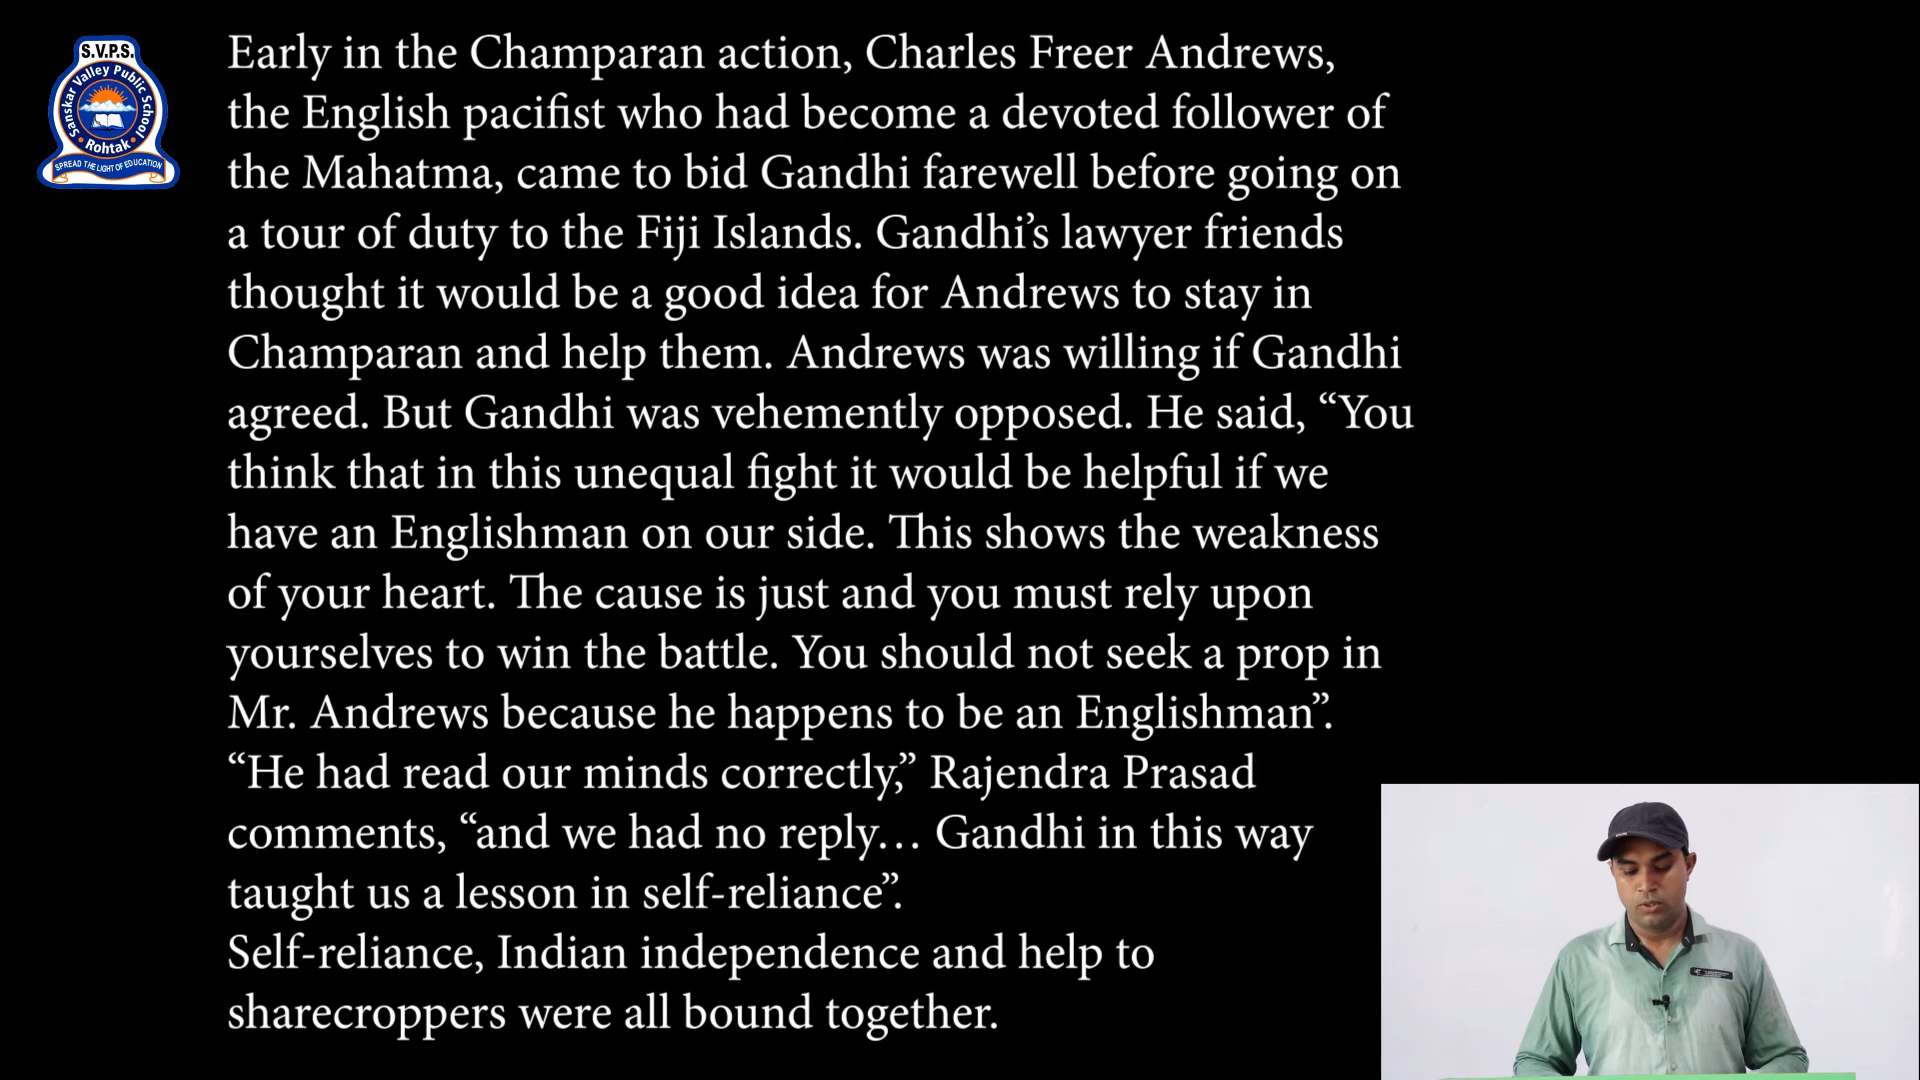 S.V.P.S.
Sanskar Valley Public School
• Rohtak •
SPREAD THE LIGHT OF EDUCATION
Early in the Champaran action, Charles Freer Andrews,
the English pacifist who had become a devoted follower of
the Mahatma, came to bid Gandhi farewell before going on
a tour of duty to the Fiji Islands. Gandhi’s lawyer friends
thought it would be a good idea for Andrews to stay in
Champaran and help them. Andrews was willing if Gandhi
agreed. But Gandhi was vehemently opposed. He said, “You
think that in this unequal fight it would be helpful if we
have an Englishman on our side. This shows the weakness
of your heart. The cause is just and you must rely upon
yourselves to win the battle. You should not seek a prop in
Mr. Andrews because he happens to be an Englishman”.
“He had read our minds correctly,” Rajendra Prasad
comments, “and we had no reply… Gandhi in this way
taught us a lesson in self-reliance”.
Self-reliance, Indian independence and help to
sharecroppers were all bound together.